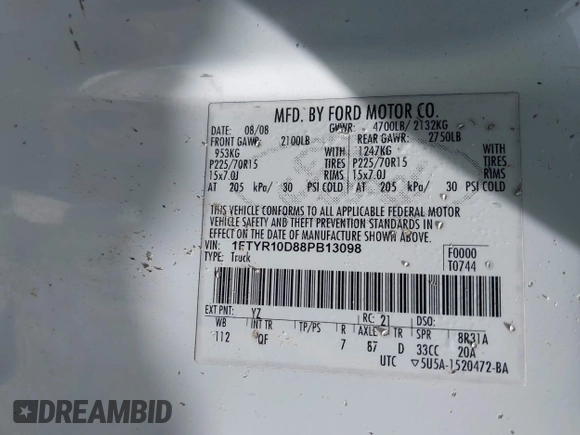 MFD. BY FORD MOTOR CO.
DATE: 08/08 GVWR: 4700LB/ 2132KG
FRONT GAWR: 2100LB REAR GAWR: 2750LB
953KG WITH 1247KG WITH
P225/70R15 TIRES P225/70R15 TIRES
15x7.0J RIMS 15x7.0J RIMS
AT 205 kPa/ 30 PSI COLD AT 205 kPa/ 30 PSI COLD
THIS VEHICLE CONFORMS TO ALL APPLICABLE FEDERAL MOTOR
VEHICLE SAFETY AND THEFT PREVENTION STANDARDS IN
EFFECT ON THE DATE OF MANUFACTURE SHOWN ABOVE.
VIN: 1FTYR10D88PB13098
TYPE: Truck
F0000
T0744
EXT PNT: YZ RC: 21 DSO:
WB INT TR TP/PS R AXLE TR SPR 8R31A
112 QF 7 87 D 33CC 20A
UTC ▽5U5A-1520472-BA
DREAMBID